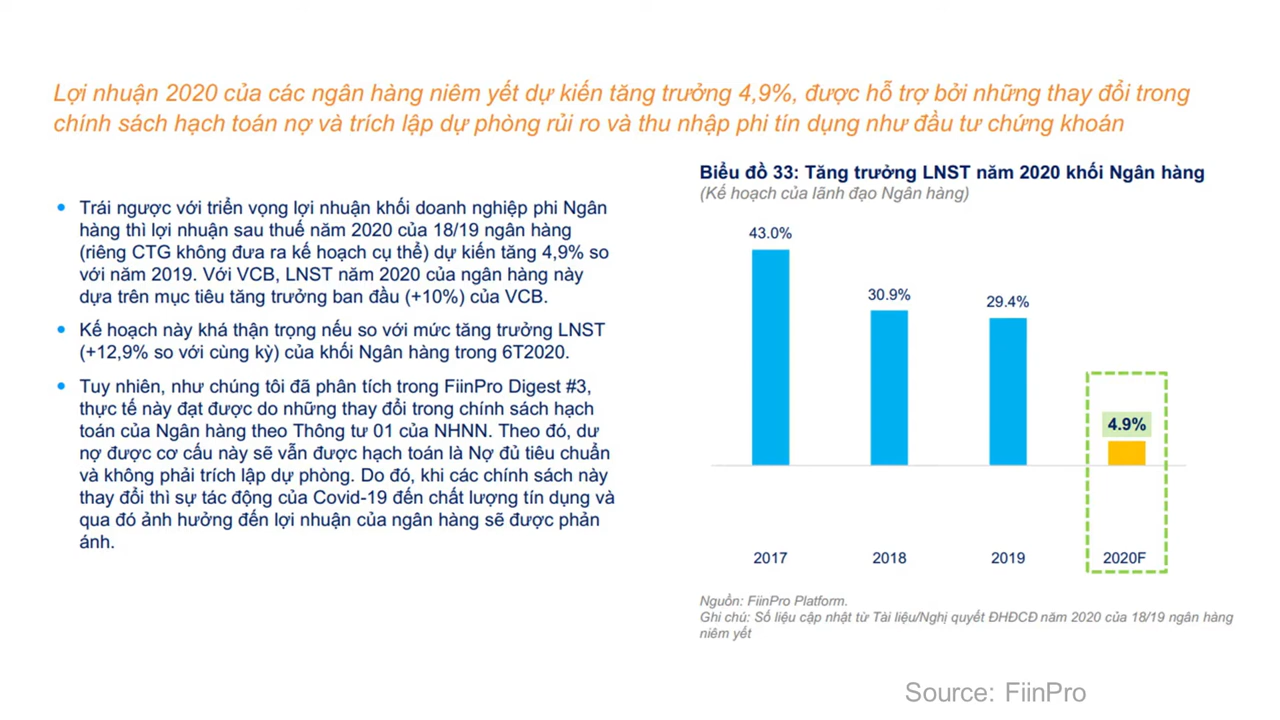 Lợi nhuận 2020 của các ngân hàng niêm yết dự kiến tăng trưởng 4,9%, được hỗ trợ bởi những thay đổi trong
chính sách hạch toán nợ và trích lập dự phòng rủi ro và thu nhập phi tín dụng như đầu tư chứng khoán
• Trái ngược với triển vọng lợi nhuận khối doanh nghiệp phi Ngân
hàng thì lợi nhuận sau thuế năm 2020 của 18/19 ngân hàng
(riêng CTG không đưa ra kế hoạch cụ thể) dự kiến tăng 4,9% so
với năm 2019. Với VCB, LNST năm 2020 của ngân hàng này
dựa trên mục tiêu tăng trưởng ban đầu (+10%) của VCB.
• Kế hoạch này khá thận trọng nếu so với mức tăng trưởng LNST
(+12,9% so với cùng kỳ) của khối Ngân hàng trong 6T2020.
• Tuy nhiên, như chúng tôi đã phân tích trong FiinPro Digest #3,
thực tế này đạt được do những thay đổi trong chính sách hạch
toán của Ngân hàng theo Thông tư 01 của NHNN. Theo đó, dư
nợ được cơ cấu này sẽ vẫn được hạch toán là Nợ đủ tiêu chuẩn
và không phải trích lập dự phòng. Do đó, khi các chính sách này
thay đổi thì sự tác động của Covid-19 đến chất lượng tín dụng và
qua đó ảnh hưởng đến lợi nhuận của ngân hàng sẽ được phản
ánh.
Biểu đồ 33: Tăng trưởng LNST năm 2020 khối Ngân hàng
(Kế hoạch của lãnh đạo Ngân hàng)
43.0%
30.9%
29.4%
4.9%
2017 2018 2019 2020F
Nguồn: FiinPro Platform.
Ghi chú: Số liệu cập nhật từ Tài liệu/Nghị quyết ĐHĐCĐ năm 2020 của 18/19 ngân hàng
niêm yết
Source: FiinPro